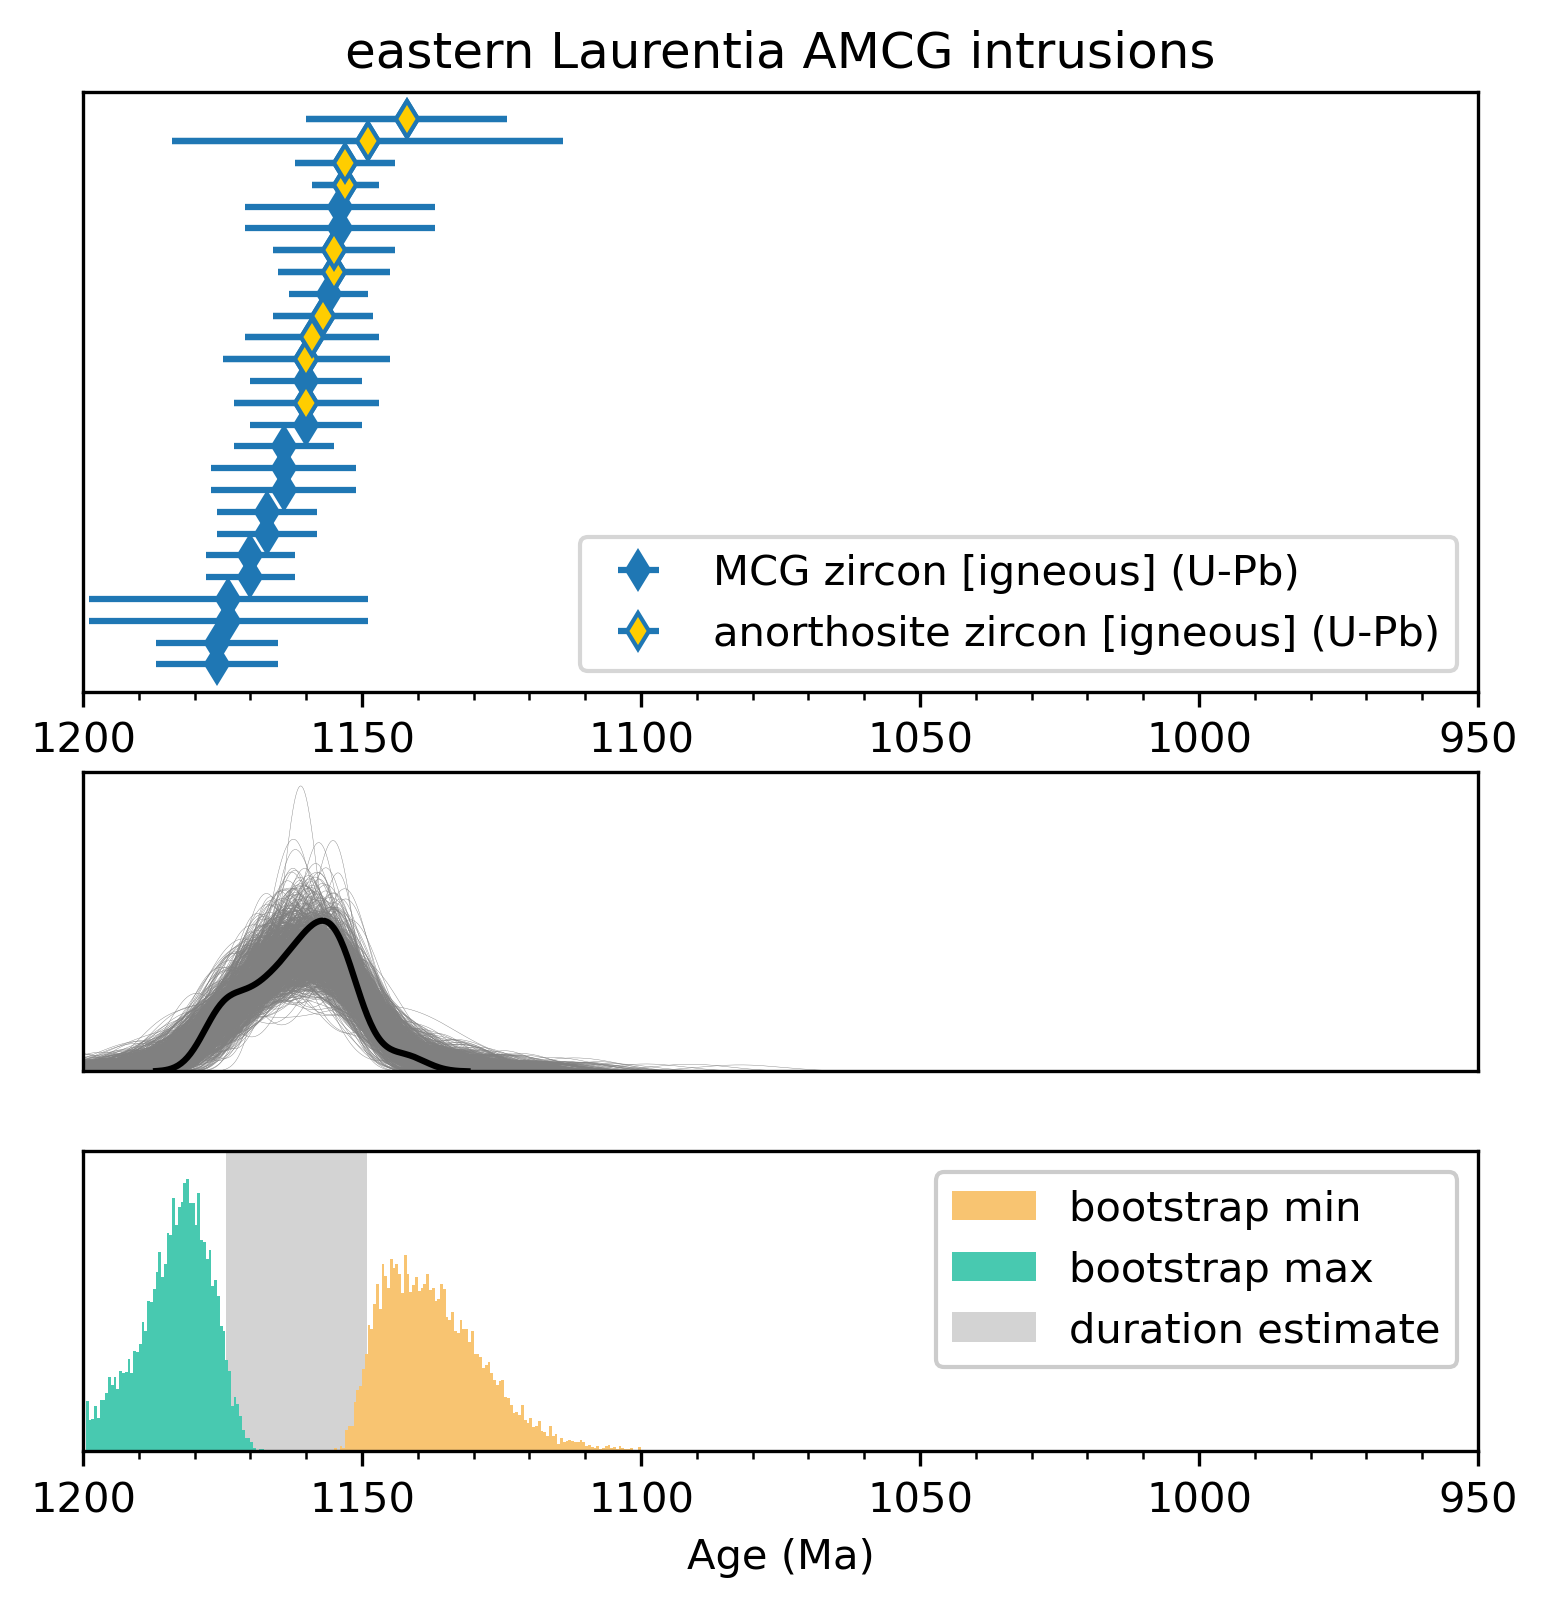 eastern Laurentia AMCG intrusions
MCG zircon [igneous] (U-Pb)
anorthosite zircon [igneous] (U-Pb)
1200 1150 1100 1050 1000 950
bootstrap min
bootstrap max
duration estimate
1200 1150 1100 1050 1000 950
Age (Ma)